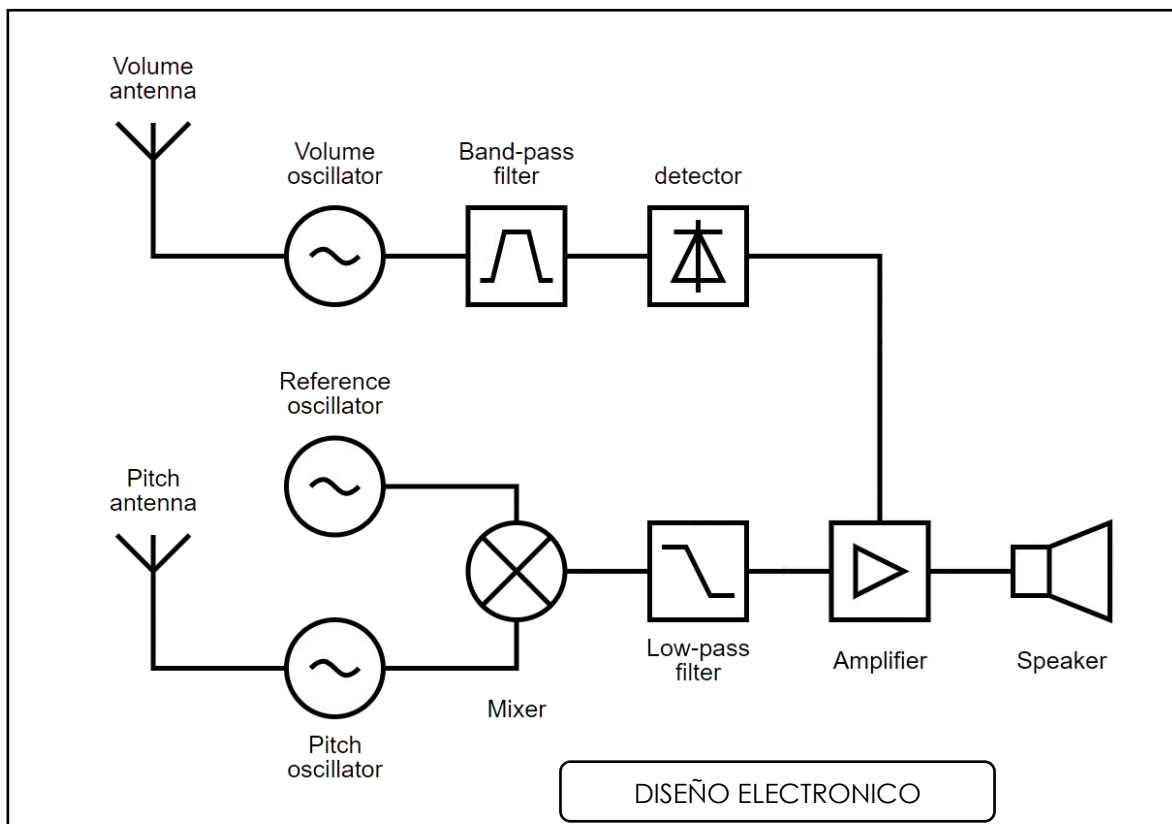 Volume
antenna
Volume
oscillator
Band-pass
filter
detector
Reference
oscillator
Pitch
antenna
Low-pass
filter
Amplifier
Speaker
Mixer
Pitch
oscillator
DISEÑO ELECTRONICO